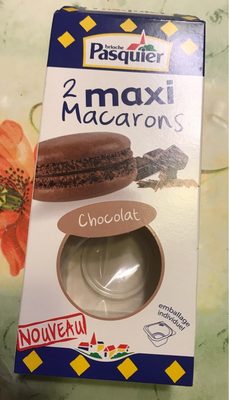 brioche
Pasquier
2 maxi
Macarons
Chocolat
emballage
individuel
NOUVEAU